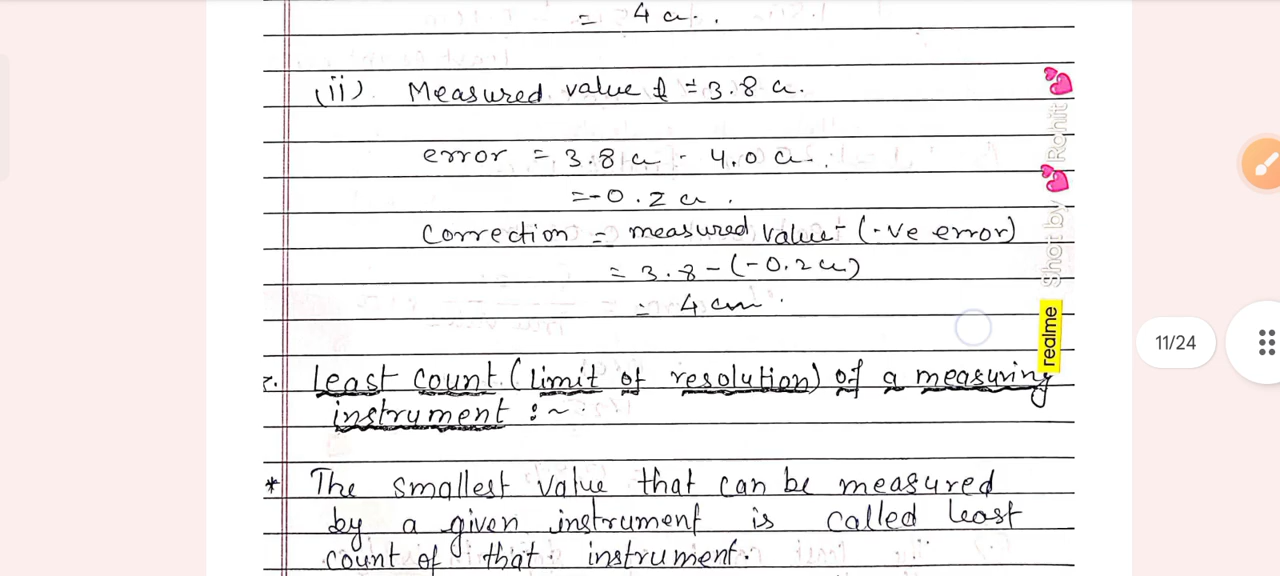 = 4 cm.
(ii) Measured value = 3.8 cm.
error = 3.8 cm - 4.0 cm.
= -0.2 cm.
Correction = measured value - (-ve error)
= 3.8 - (-0.2 cm)
= 4 cm.
2. Least count (limit of resolution) of a measuring
instrument :~
* The smallest value that can be measured
by a given instrument is called least
count of that instrument.
realme Shot by Rohit
11/24